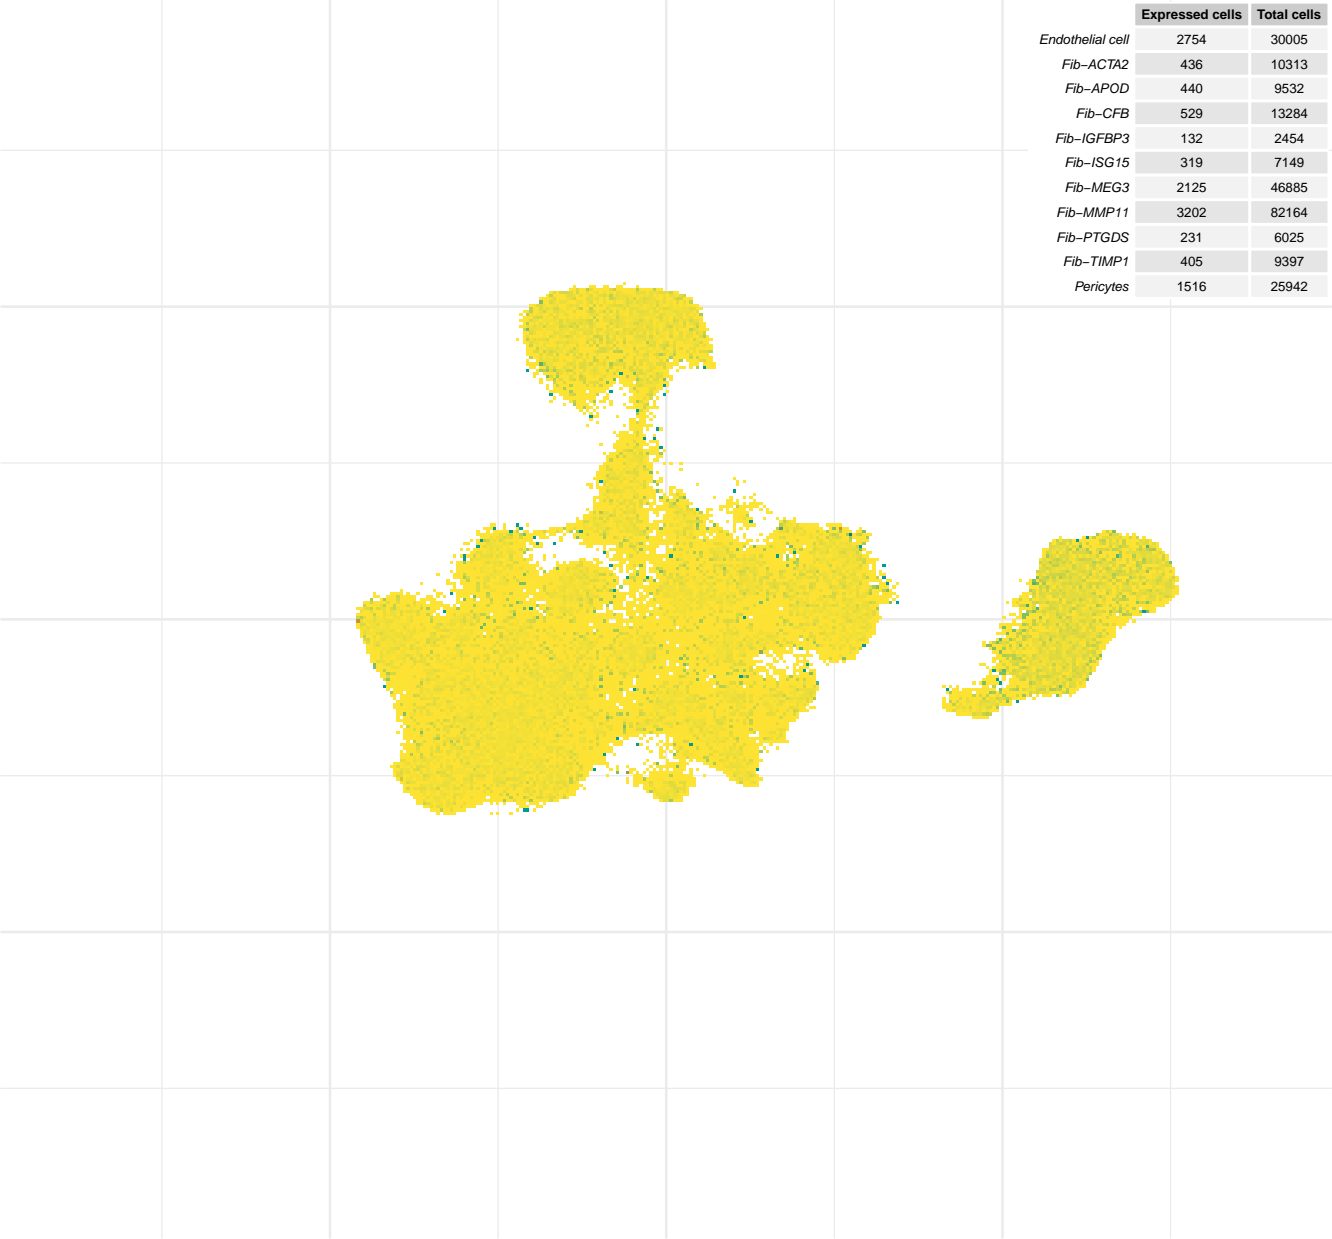 Expressed cells Total cells
Endothelial cell 2754 30005
Fib−ACTA2 436 10313
Fib−APOD 440 9532
Fib−CFB 529 13284
Fib−IGFBP3 132 2454
Fib−ISG15 319 7149
Fib−MEG3 2125 46885
Fib−MMP11 3202 82164
Fib−PTGDS 231 6025
Fib−TIMP1 405 9397
Pericytes 1516 25942